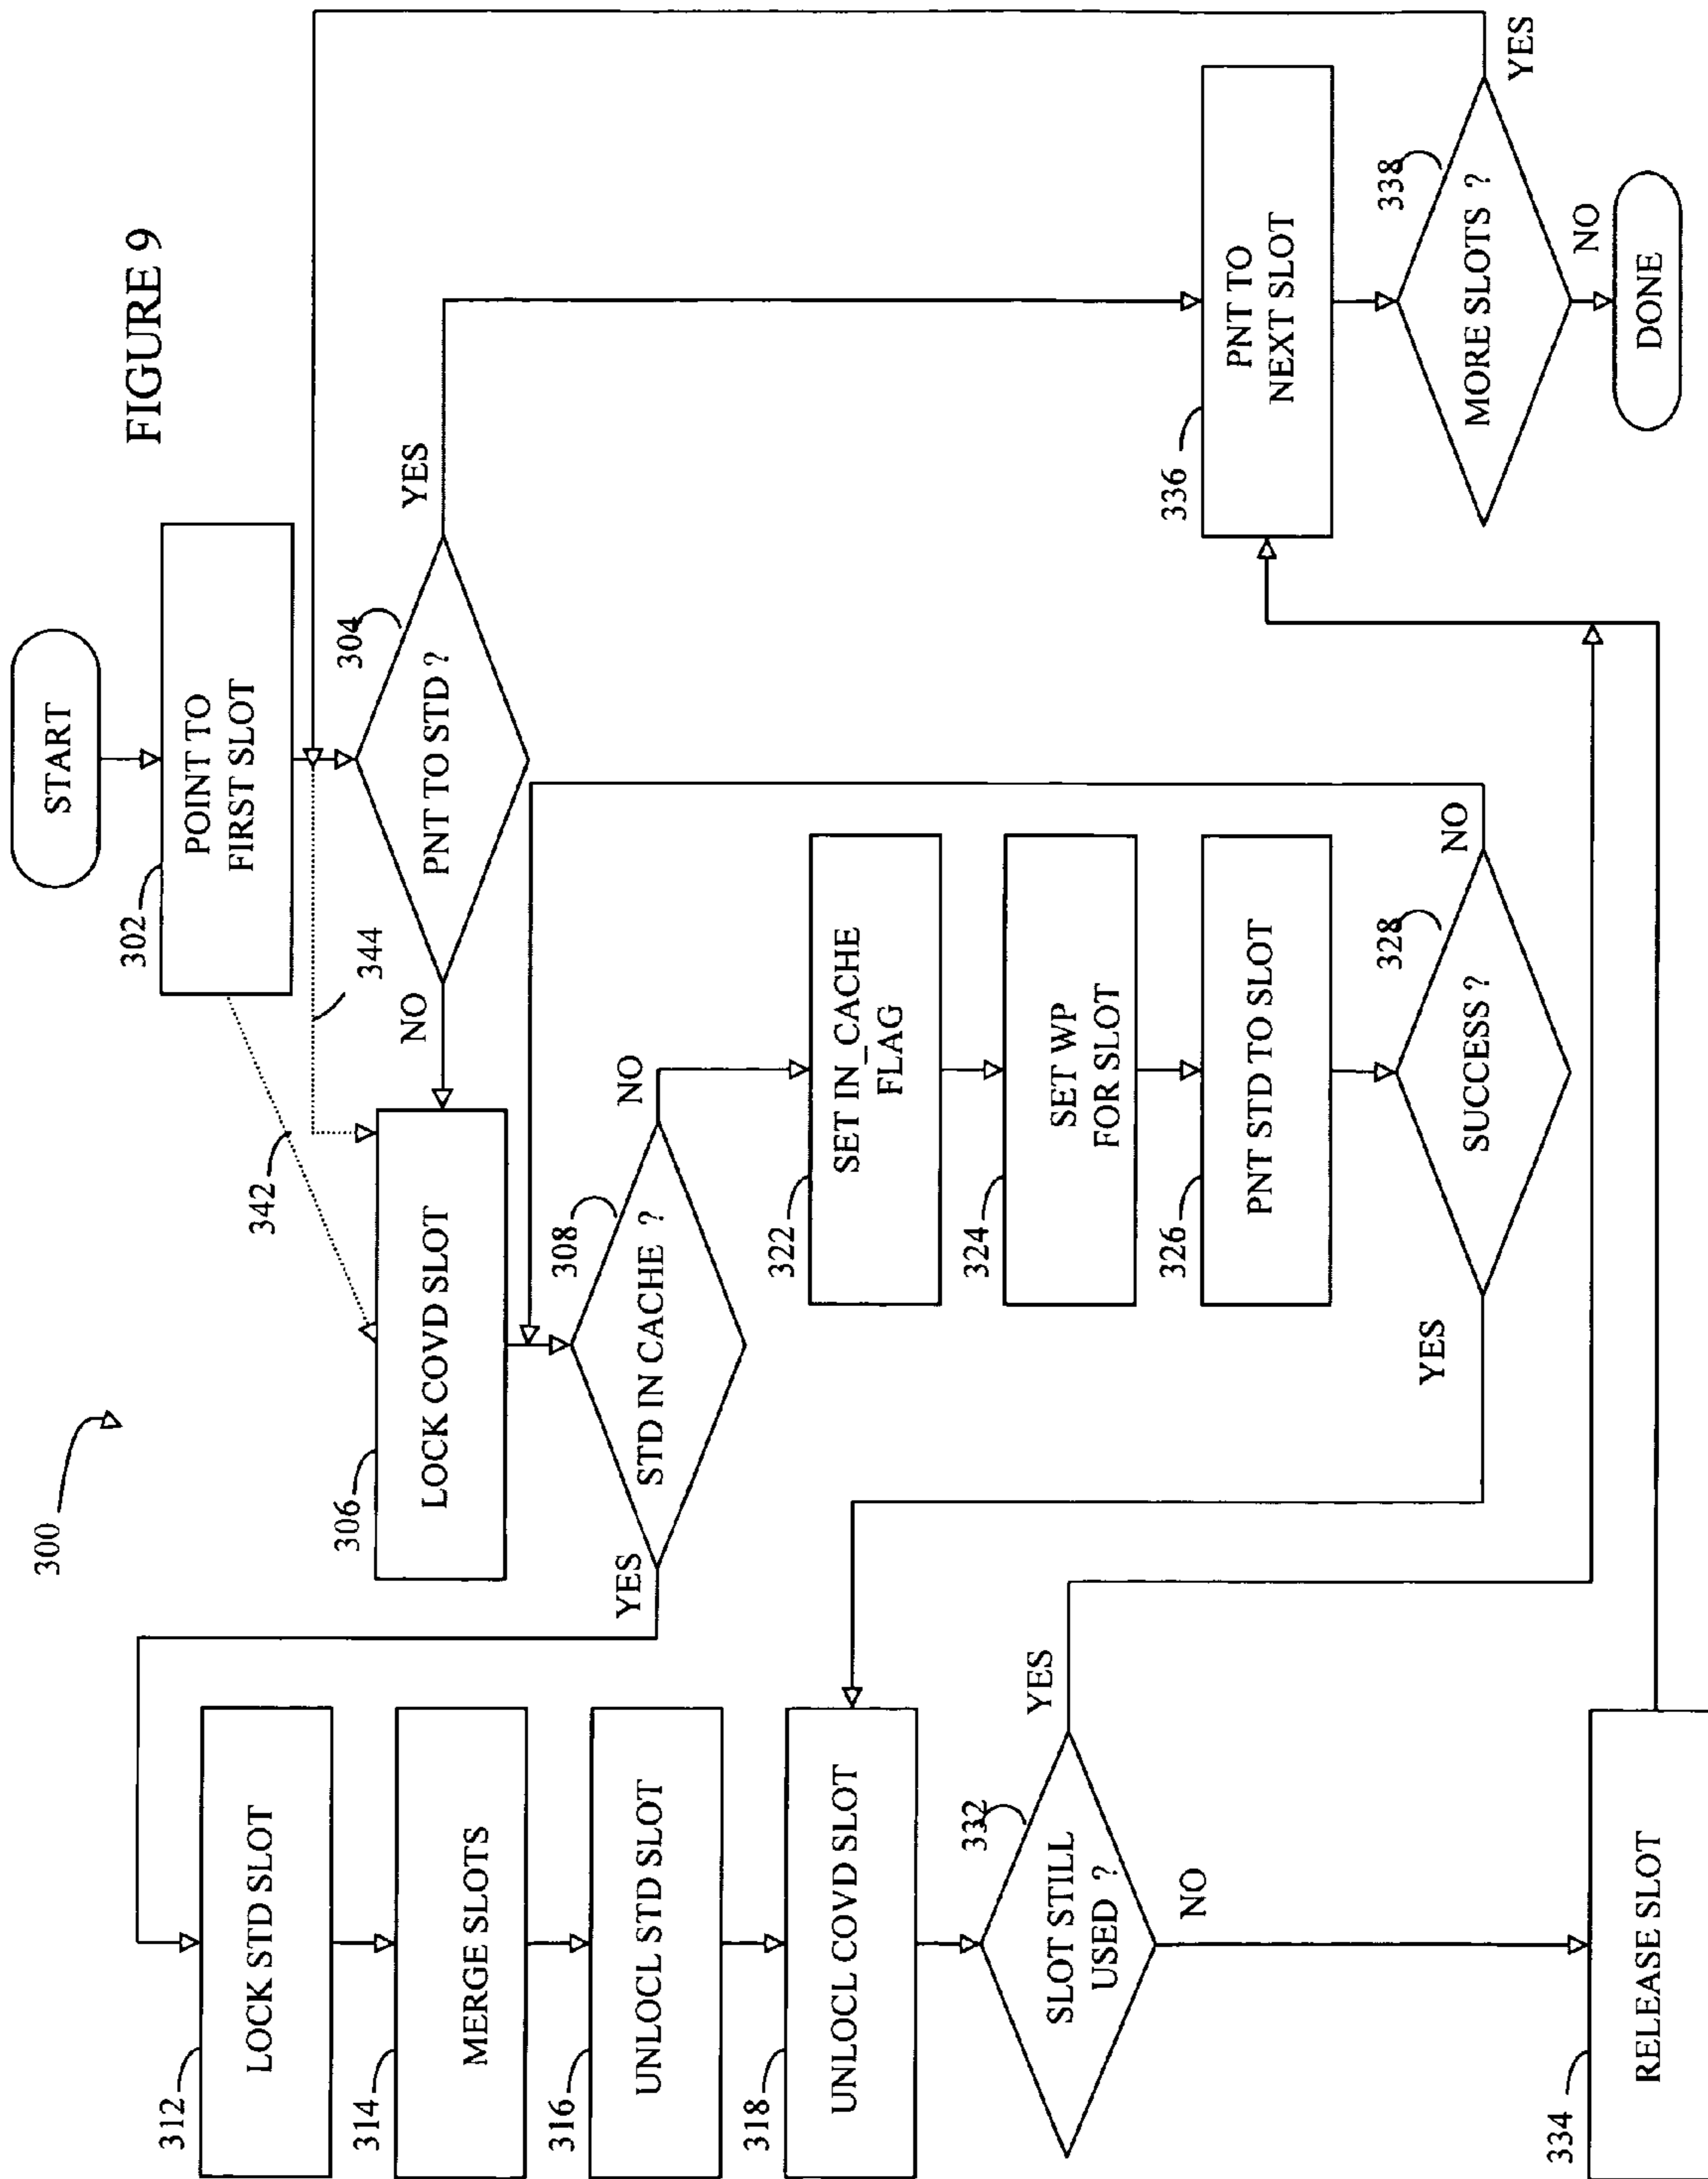 FIGURE 9
300
START
302
POINT TO
FIRST SLOT
342
344
304
PNT TO STD ?
YES
NO
306
LOCK COVD SLOT
308
STD IN CACHE ?
YES
NO
312
LOCK STD SLOT
314
MERGE SLOTS
316
UNLOCL STD SLOT
318
UNLOCL COVD SLOT
322
SET IN_CACHE
FLAG
324
SET WP
FOR SLOT
326
PNT STD TO SLOT
328
SUCCESS ?
YES
NO
332
SLOT STILL
USED ?
YES
NO
334
RELEASE SLOT
336
PNT TO
NEXT SLOT
338
MORE SLOTS ?
YES
NO
DONE